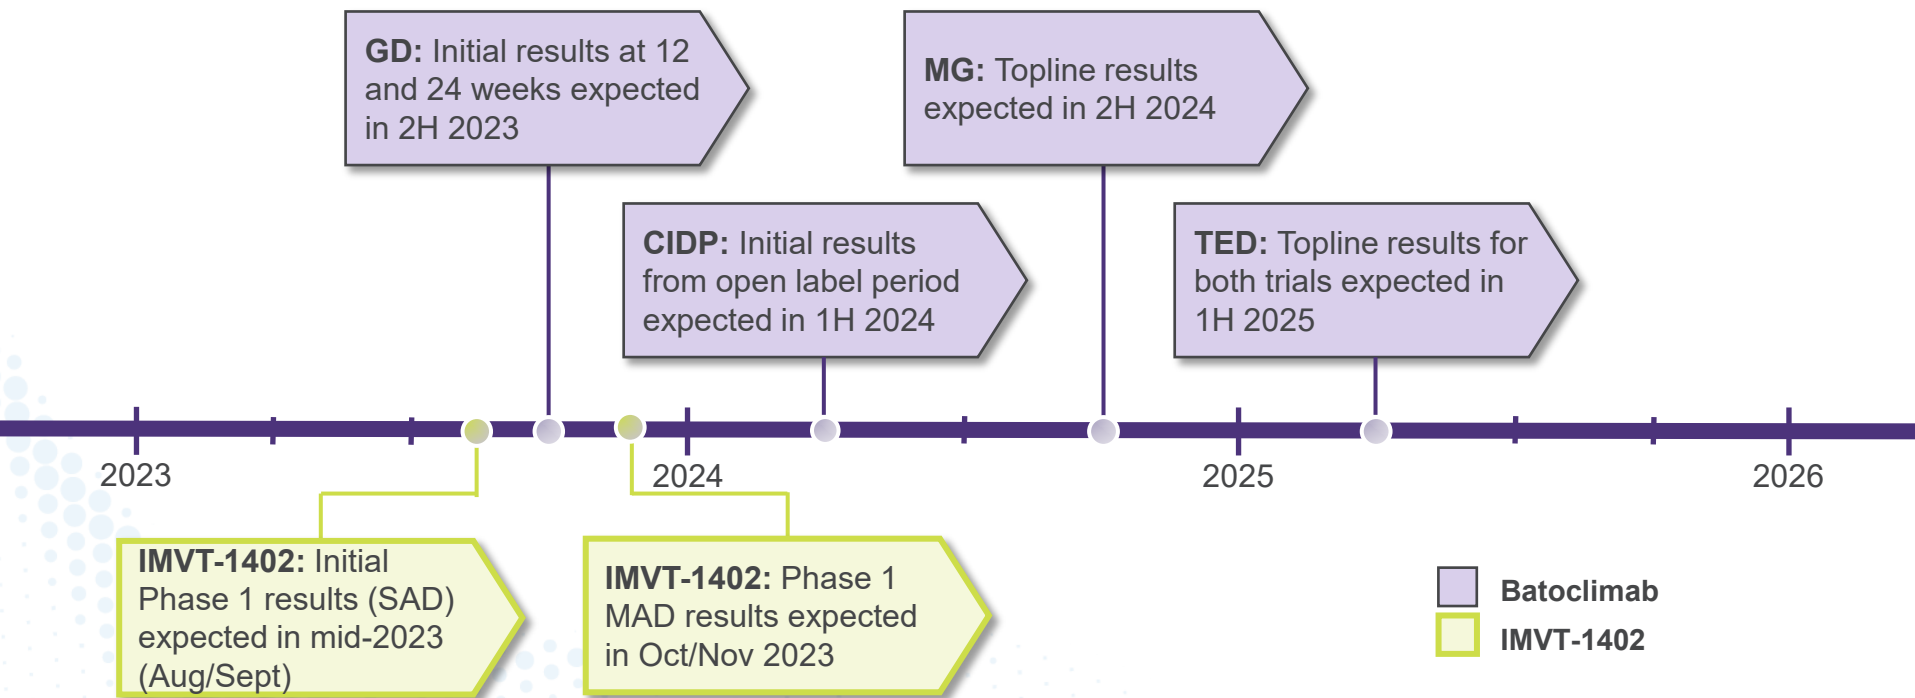 GD: Initial results at 12
and 24 weeks expected
in 2H 2023
MG: Topline results
expected in 2H 2024
CIDP: Initial results
from open label period
expected in 1H 2024
TED: Topline results for
both trials expected in
1H 2025
2023
2024
2025
2026
IMVT-1402: Initial
Phase 1 results (SAD)
expected in mid-2023
(Aug/Sept)
IMVT-1402: Phase 1
MAD results expected
in Oct/Nov 2023
Batoclimab
IMVT-1402